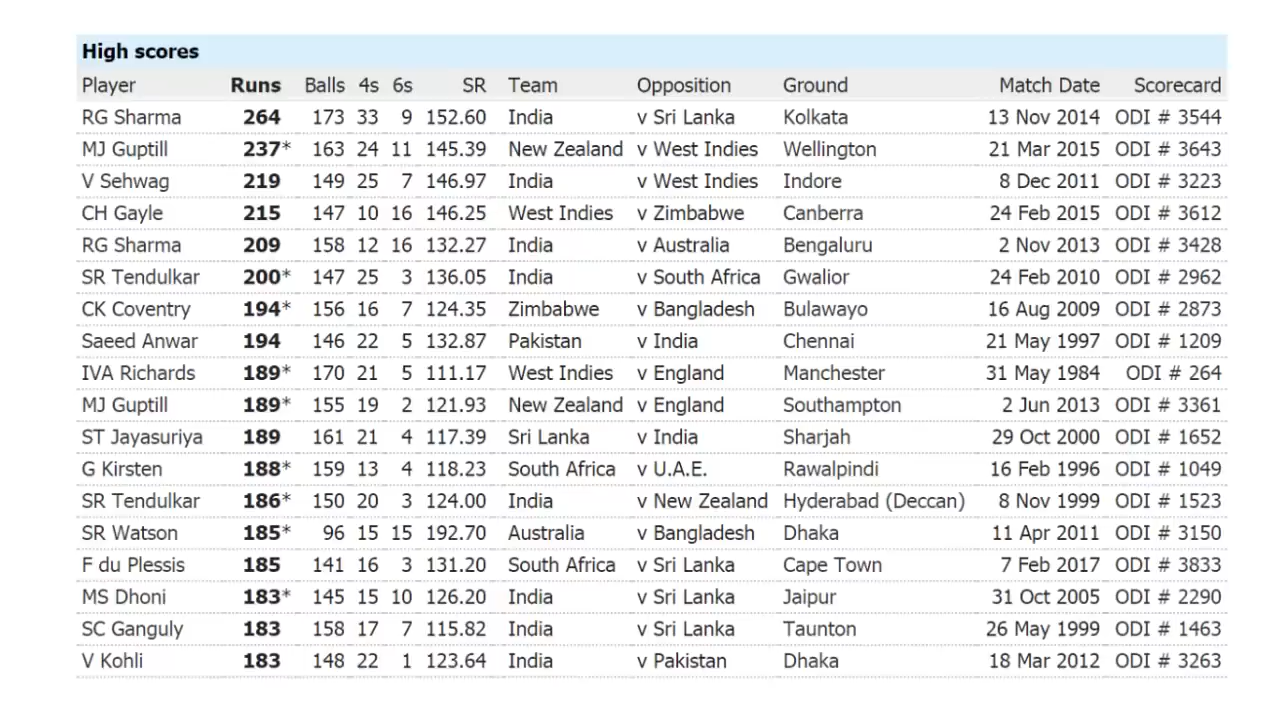 High scores
Player Runs Balls 4s 6s SR Team Opposition Ground Match Date Scorecard
RG Sharma 264 173 33 9 152.60 India v Sri Lanka Kolkata 13 Nov 2014 ODI # 3544
MJ Guptill 237* 163 24 11 145.39 New Zealand v West Indies Wellington 21 Mar 2015 ODI # 3643
V Sehwag 219 149 25 7 146.97 India v West Indies Indore 8 Dec 2011 ODI # 3223
CH Gayle 215 147 10 16 146.25 West Indies v Zimbabwe Canberra 24 Feb 2015 ODI # 3612
RG Sharma 209 158 12 16 132.27 India v Australia Bengaluru 2 Nov 2013 ODI # 3428
SR Tendulkar 200* 147 25 3 136.05 India v South Africa Gwalior 24 Feb 2010 ODI # 2962
CK Coventry 194* 156 16 7 124.35 Zimbabwe v Bangladesh Bulawayo 16 Aug 2009 ODI # 2873
Saeed Anwar 194 146 22 5 132.87 Pakistan v India Chennai 21 May 1997 ODI # 1209
IVA Richards 189* 170 21 5 111.17 West Indies v England Manchester 31 May 1984 ODI # 264
MJ Guptill 189* 155 19 2 121.93 New Zealand v England Southampton 2 Jun 2013 ODI # 3361
ST Jayasuriya 189 161 21 4 117.39 Sri Lanka v India Sharjah 29 Oct 2000 ODI # 1652
G Kirsten 188* 159 13 4 118.23 South Africa v U.A.E. Rawalpindi 16 Feb 1996 ODI # 1049
SR Tendulkar 186* 150 20 3 124.00 India v New Zealand Hyderabad (Deccan) 8 Nov 1999 ODI # 1523
SR Watson 185* 96 15 15 192.70 Australia v Bangladesh Dhaka 11 Apr 2011 ODI # 3150
F du Plessis 185 141 16 3 131.20 South Africa v Sri Lanka Cape Town 7 Feb 2017 ODI # 3833
MS Dhoni 183* 145 15 10 126.20 India v Sri Lanka Jaipur 31 Oct 2005 ODI # 2290
SC Ganguly 183 158 17 7 115.82 India v Sri Lanka Taunton 26 May 1999 ODI # 1463
V Kohli 183 148 22 1 123.64 India v Pakistan Dhaka 18 Mar 2012 ODI # 3263